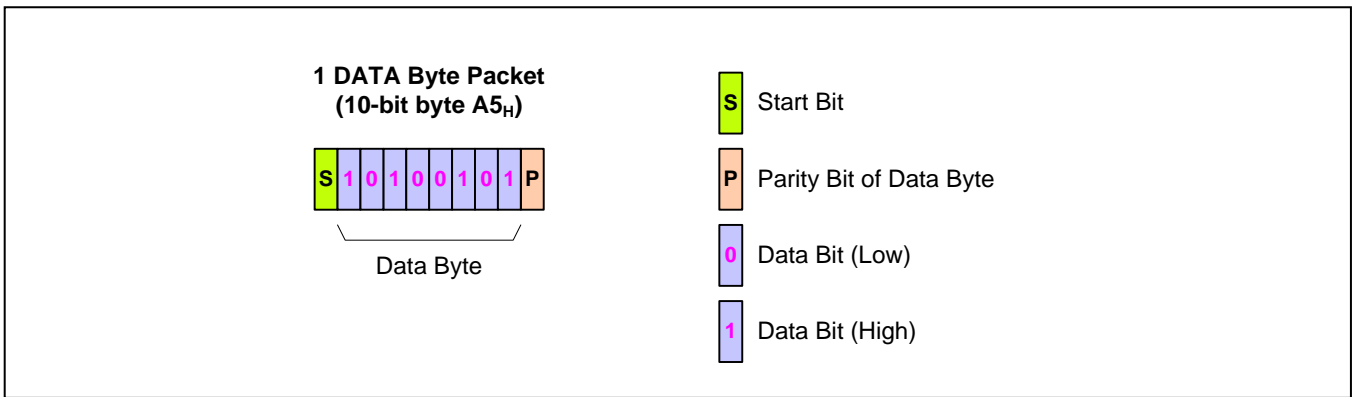 1 DATA Byte Packet
(10-bit byte A5H)
S 1 0 1 0 0 1 0 1 P
Data Byte
S Start Bit
P Parity Bit of Data Byte
0 Data Bit (Low)
1 Data Bit (High)